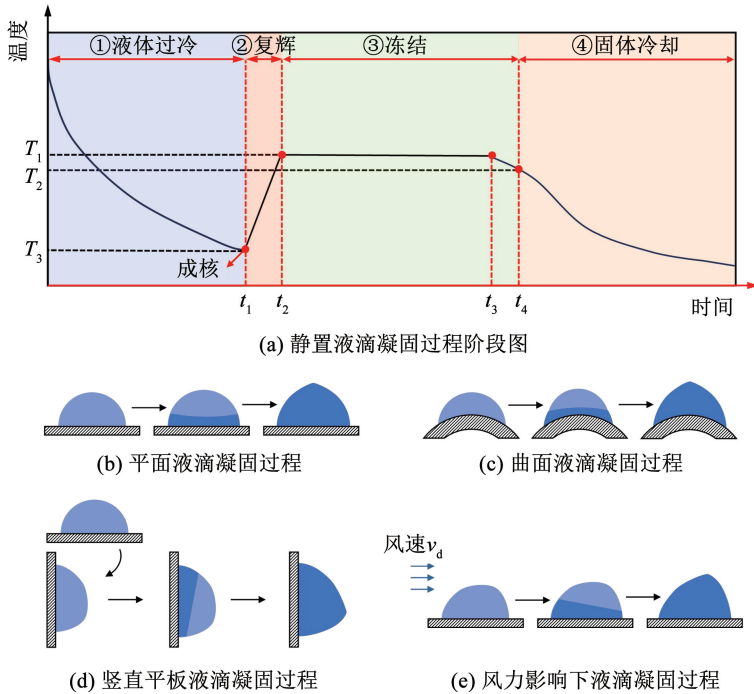 温度
①液体过冷 ②复辉 ③冻结 ④固体冷却
T₁
T₂
T₃
成核
t₁ t₂ t₃ t₄
时间
(a) 静置液滴凝固过程阶段图
(b) 平面液滴凝固过程
(c) 曲面液滴凝固过程
风速v_d
(d) 竖直平板液滴凝固过程
(e) 风力影响下液滴凝固过程